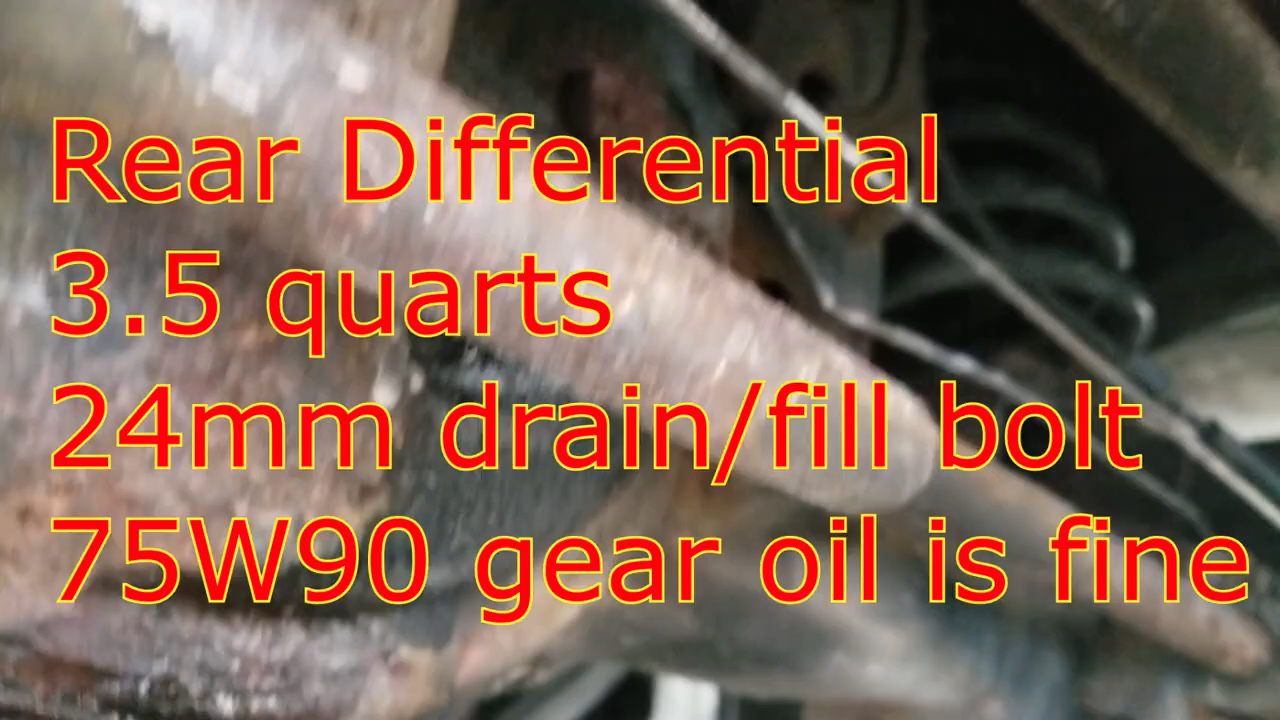 Rear Differential
3.5 quarts
24mm drain/fill bolt
75W90 gear oil is fine